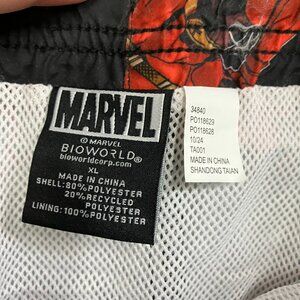 MARVEL
© MARVEL
BIOWORLD®
bioworldcorp.com
XL
MADE IN CHINA
SHELL: 80% POLYESTER
20% RECYCLED
POLYESTER
LINING: 100% POLYESTER
34840
PO118629
PO118628
10/24
TA001
MADE IN CHINA
SHANDONG TAIAN